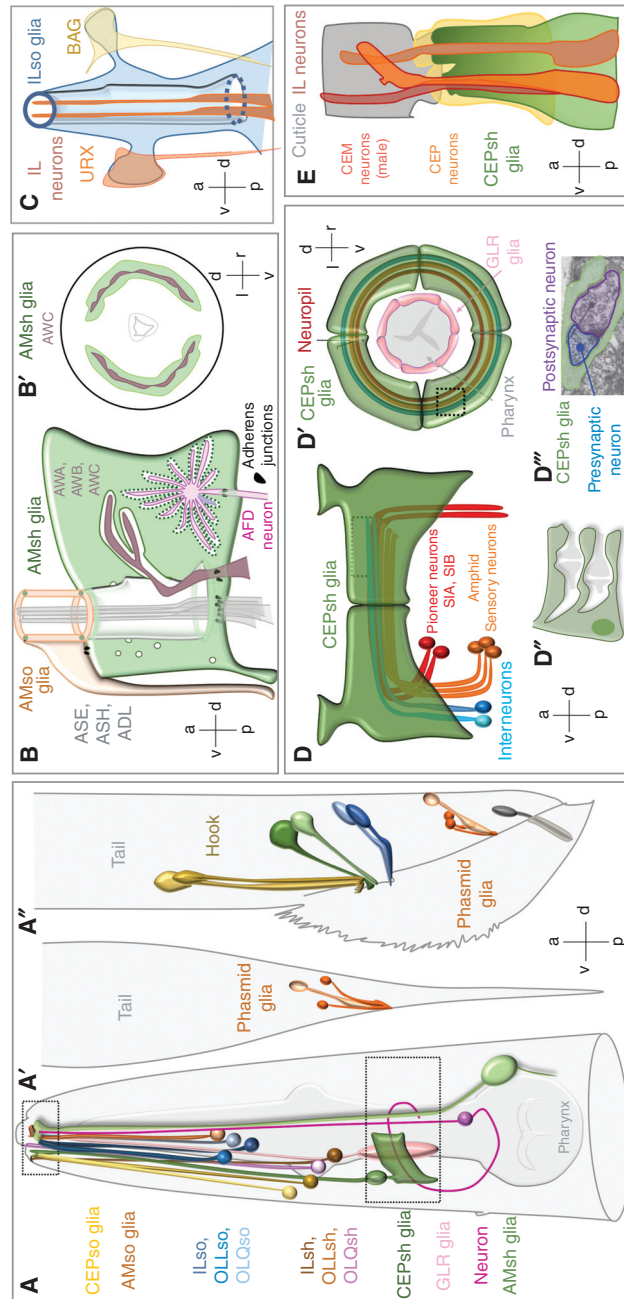 A
CEPso glia
AMso glia
ILso,
OLLso,
OLQso
ILsh,
OLLsh,
OLQsh
CEPsh glia
GLR glia
Neuron
AMsh glia
Pharynx
A′
Tail
Phasmid
glia
A″
Tail
Hook
Phasmid
glia
a
v
d
p
B
AMso
glia
AMsh glia
ASE,
ASH,
ADL
AWA,
AWB,
AWC
AFD
neuron
Adherens
junctions
a
v
d
p
B′
AMsh glia
AWC
d
l
r
v
C
IL
neurons
URX
ILso glia
BAG
a
v
d
p
D
CEPsh glia
Pioneer neurons
SIA, SIB
Amphid
Sensory neurons
Interneurons
D′
CEPsh
glia
Neuropil
Pharynx
GLR
glia
d
l
r
v
D″
a
v
d
p
D‴
CEPsh glia
Postsynaptic neuron
Presynaptic
neuron
E
Cuticle
IL neurons
CEM
neurons
(male)
CEP
neurons
CEPsh
glia
a
v
d
p